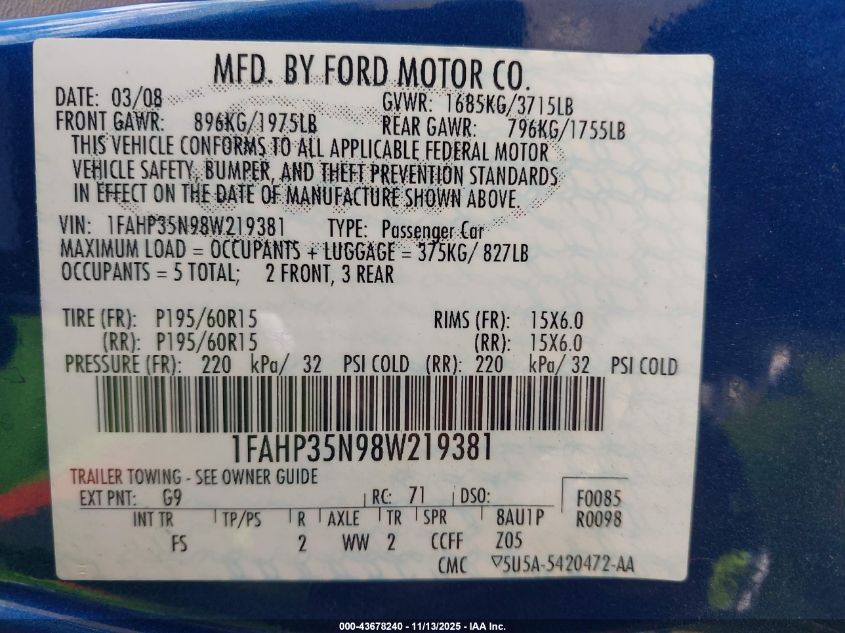 MFD. BY FORD MOTOR CO.
DATE: 03/08 GVWR: 1685KG/3715LB
FRONT GAWR: 896KG/1975LB REAR GAWR: 796KG/1755LB
THIS VEHICLE CONFORMS TO ALL APPLICABLE FEDERAL MOTOR
VEHICLE SAFETY, BUMPER, AND THEFT PREVENTION STANDARDS
IN EFFECT ON THE DATE OF MANUFACTURE SHOWN ABOVE.
VIN: 1FAHP35N98W219381 TYPE: Passenger Car
MAXIMUM LOAD = OCCUPANTS + LUGGAGE = 375KG/ 827LB
OCCUPANTS = 5 TOTAL; 2 FRONT, 3 REAR
TIRE (FR): P195/60R15 RIMS (FR): 15X6.0
(RR): P195/60R15 (RR): 15X6.0
PRESSURE (FR): 220 kPa/ 32 PSI COLD (RR): 220 kPa/ 32 PSI COLD
1FAHP35N98W219381
TRAILER TOWING - SEE OWNER GUIDE
EXT PNT: G9 RC: 71 DSO: F0085
INT TR TP/PS R AXLE TR SPR 8AU1P R0098
FS 2 WW 2 CCFF Z05
CMC ▽5U5A-5420472-AA
000-43678240 - 11/13/2025 - IAA Inc.